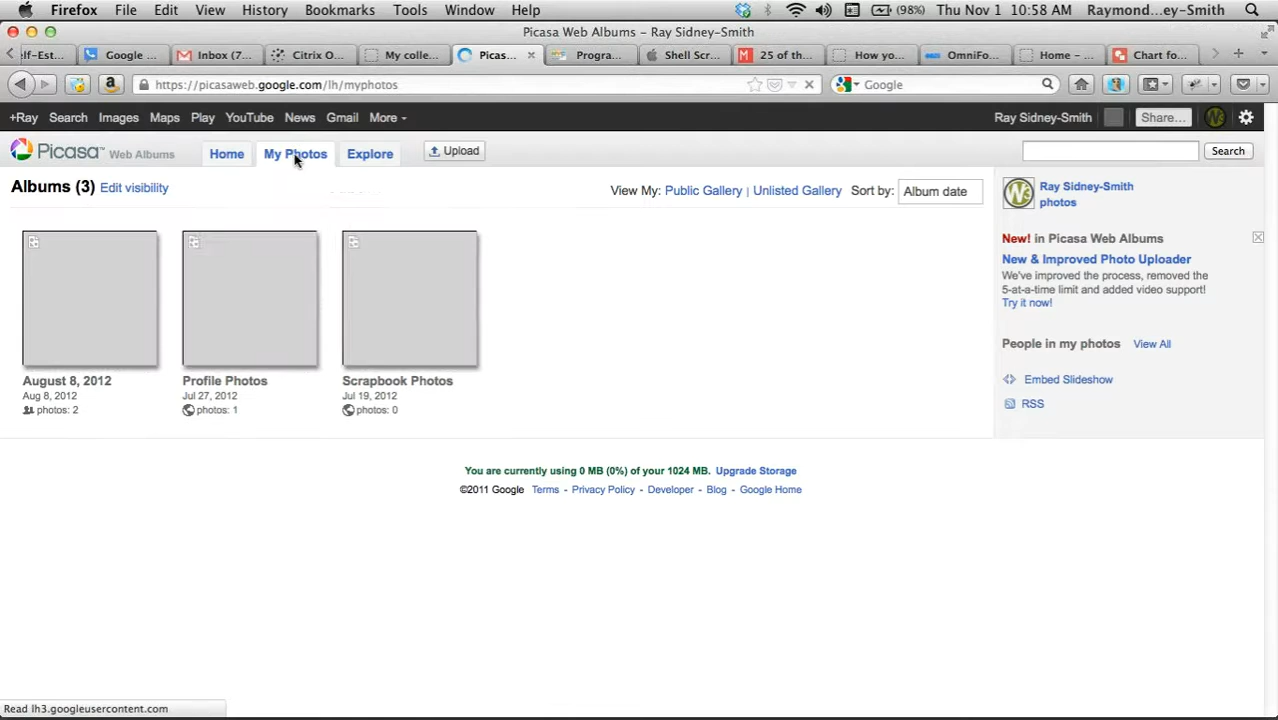 Firefox File Edit View History Bookmarks Tools Window Help (98%) Thu Nov 1 10:58 AM Raymond...ey-Smith
Picasa Web Albums – Ray Sidney-Smith
elf-Est... Google ... Inbox (7... Citrix O... My colle... Picas... Progra... Shell Scr... 25 of th... How yo... OmniFo... Home – ... Chart fo...
https://picasaweb.google.com/lh/myphotos Google
+Ray Search Images Maps Play YouTube News Gmail More Ray Sidney-Smith Share...
Picasa™ Web Albums Home My Photos Explore Upload Search
Albums (3) Edit visibility View My: Public Gallery | Unlisted Gallery Sort by: Album date
Ray Sidney-Smith
photos
New! in Picasa Web Albums
New & Improved Photo Uploader
We've improved the process, removed the
5-at-a-time limit and added video support!
Try it now!
People in my photos View All
Embed Slideshow
RSS
August 8, 2012 Profile Photos Scrapbook Photos
Aug 8, 2012 Jul 27, 2012 Jul 19, 2012
photos: 2 photos: 1 photos: 0
You are currently using 0 MB (0%) of your 1024 MB. Upgrade Storage
©2011 Google Terms - Privacy Policy - Developer - Blog - Google Home
Read lh3.googleusercontent.com